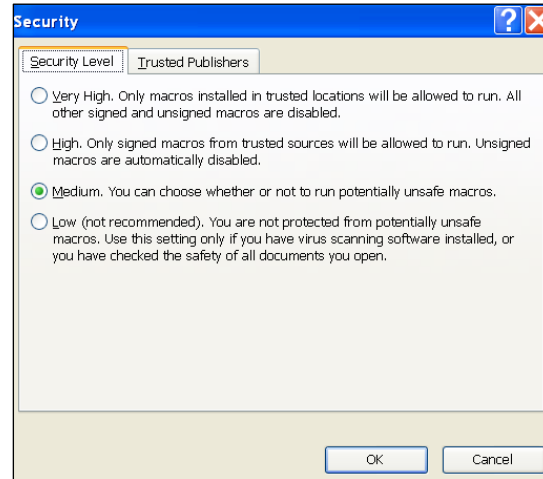 Security
Security Level
Trusted Publishers
Very High. Only macros installed in trusted locations will be allowed to run. All
other signed and unsigned macros are disabled.
High. Only signed macros from trusted sources will be allowed to run. Unsigned
macros are automatically disabled.
Medium. You can choose whether or not to run potentially unsafe macros.
Low (not recommended). You are not protected from potentially unsafe
macros. Use this setting only if you have virus scanning software installed, or
you have checked the safety of all documents you open.
OK
Cancel